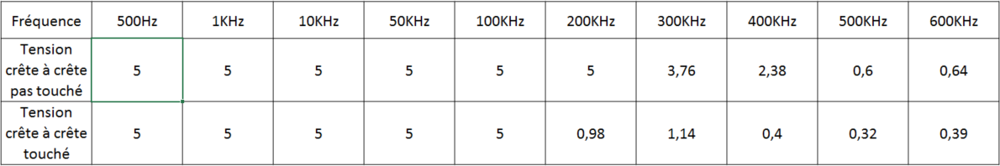 Fréquence 500Hz 1KHz 10KHz 50KHz 100KHz 200KHz 300KHz 400KHz 500KHz 600KHz
Tension
crête à crête 5 5 5 5 5 5 3,76 2,38 0,6 0,64
pas touché
Tension
crête à crête 5 5 5 5 5 0,98 1,14 0,4 0,32 0,39
touché